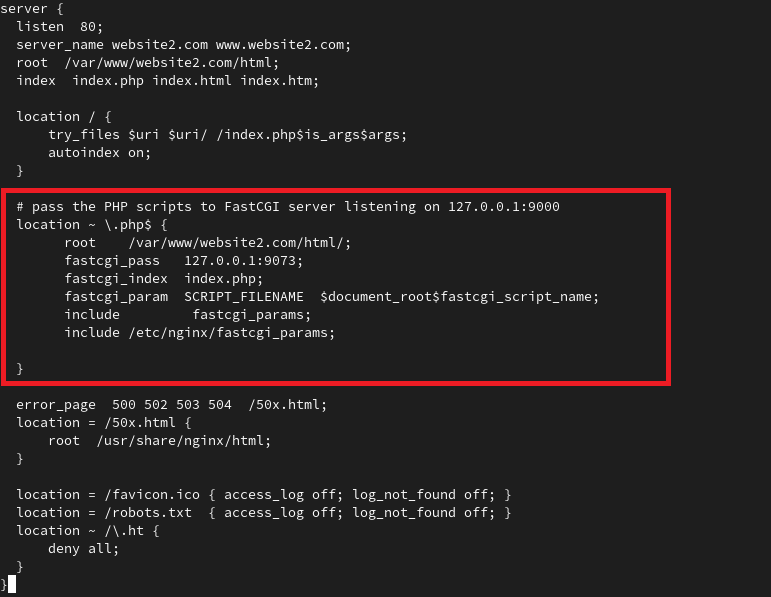 server {
  listen  80;
  server_name website2.com www.website2.com;
  root  /var/www/website2.com/html;
  index  index.php index.html index.htm;
  location / {
      try_files $uri $uri/ /index.php$is_args$args;
      autoindex on;
  }
  # pass the PHP scripts to FastCGI server listening on 127.0.0.1:9000
  location ~ \.php$ {
        root    /var/www/website2.com/html/;
        fastcgi_pass   127.0.0.1:9073;
        fastcgi_index  index.php;
        fastcgi_param  SCRIPT_FILENAME  $document_root$fastcgi_script_name;
        include         fastcgi_params;
        include /etc/nginx/fastcgi_params;
  }
  error_page  500 502 503 504  /50x.html;
  location = /50x.html {
      root  /usr/share/nginx/html;
  }
  location = /favicon.ico { access_log off; log_not_found off; }
  location = /robots.txt  { access_log off; log_not_found off; }
  location ~ /\.ht {
      deny all;
  }
}